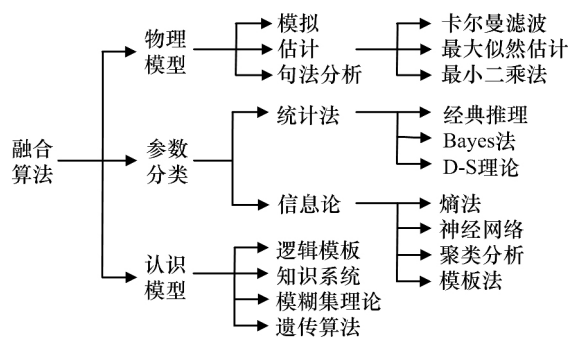 融合
算法
物理
模型
模拟
估计
句法分析
卡尔曼滤波
最大似然估计
最小二乘法
参数
分类
统计法
经典推理
Bayes法
D-S理论
信息论
熵法
神经网络
聚类分析
模板法
认识
模型
逻辑模板
知识系统
模糊集理论
遗传算法